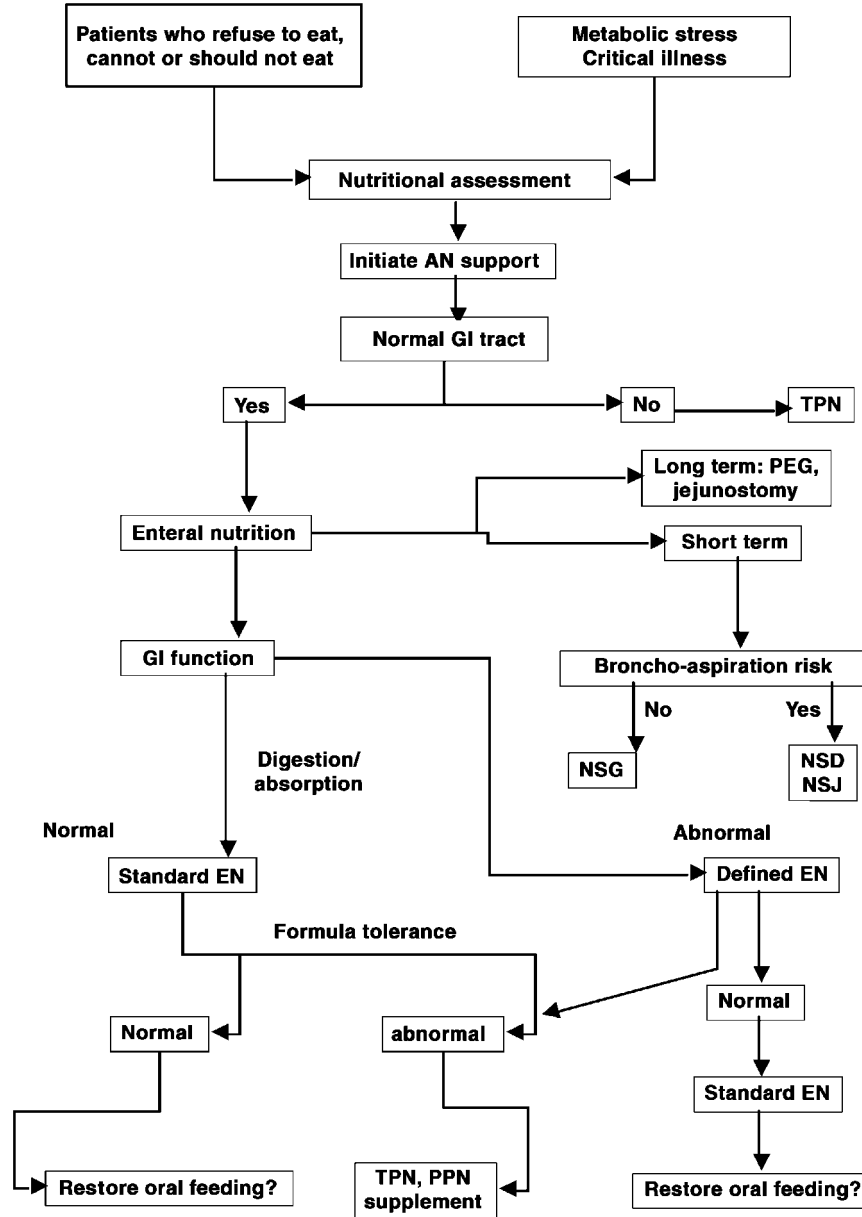 Patients who refuse to eat,
cannot or should not eat
Metabolic stress
Critical illness
Nutritional assessment
Initiate AN support
Normal GI tract
Yes
No
TPN
Long term: PEG,
jejunostomy
Enteral nutrition
Short term
GI function
Broncho-aspiration risk
No
Yes
NSG
NSD
NSJ
Digestion/
absorption
Normal
Abnormal
Standard EN
Defined EN
Formula tolerance
Normal
Normal
abnormal
Standard EN
Restore oral feeding?
TPN, PPN
supplement
Restore oral feeding?